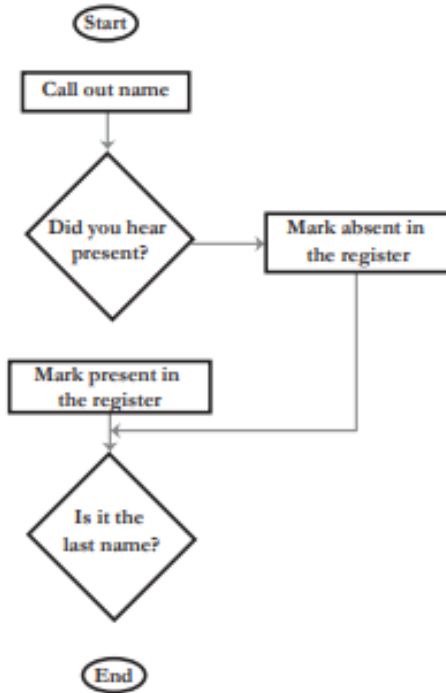 Start
Call out name
Did you hear
present?
Mark absent in
the register
Mark present in
the register
Is it the
last name?
End